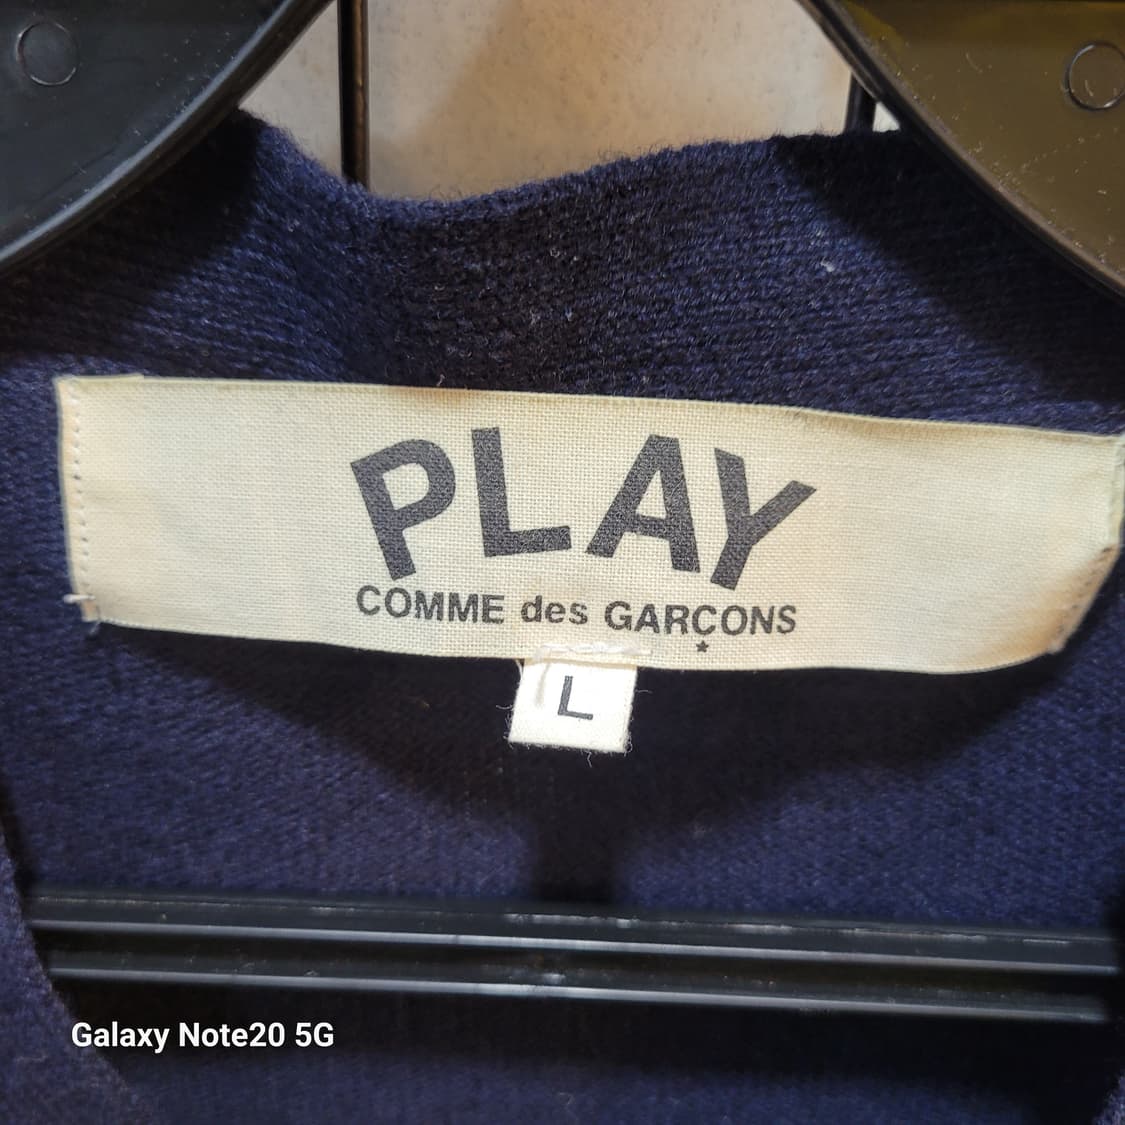 PLAY
COMME des GARÇONS
★
L
Galaxy Note20 5G